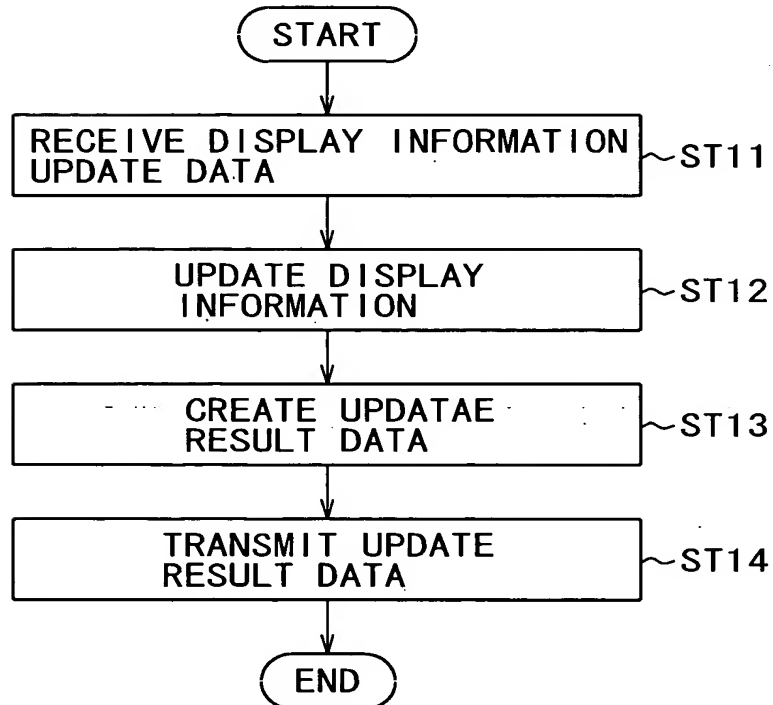 START
RECEIVE DISPLAY INFORMATION
UPDATE DATA
ST11
UPDATE DISPLAY
INFORMATION
ST12
CREATE UPDATAE
RESULT DATA
ST13
TRANSMIT UPDATE
RESULT DATA
ST14
END